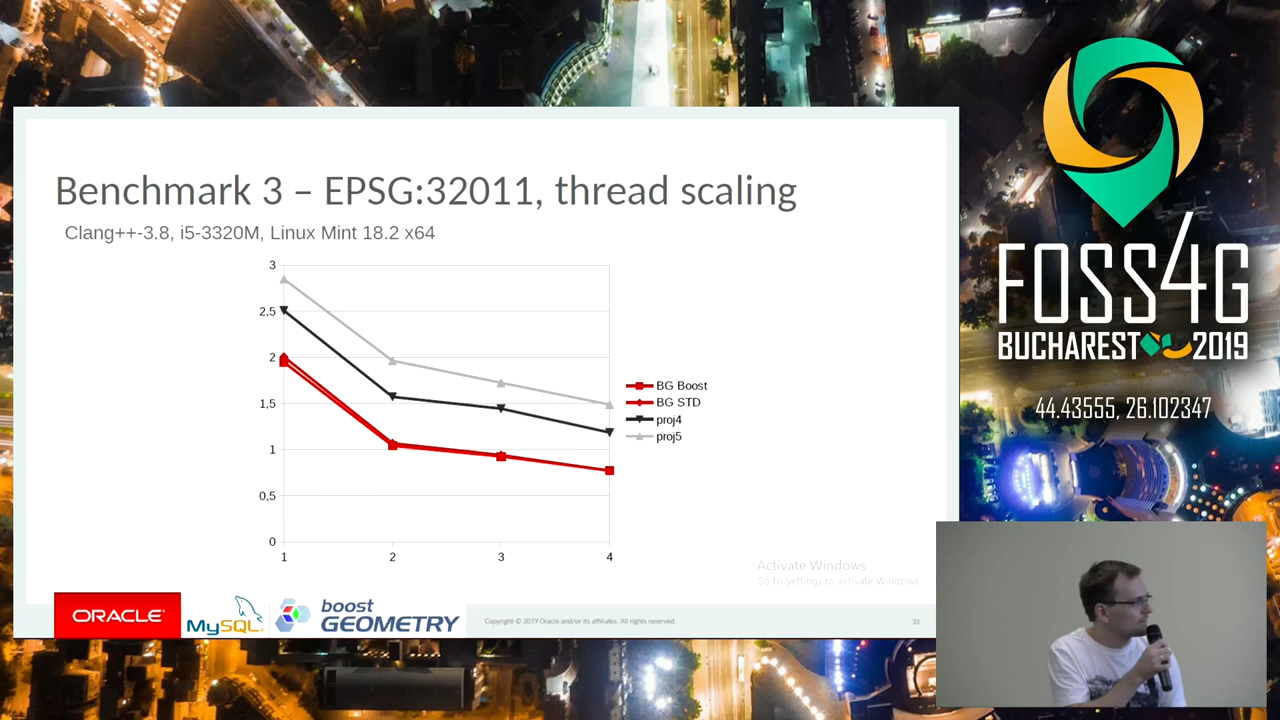 Benchmark 3 – EPSG:32011, thread scaling
Clang++-3.8, i5-3320M, Linux Mint 18.2 x64
3
2,5
2
1,5
1
0,5
0
1 2 3 4
BG Boost
BG STD
proj4
proj5
Activate Windows
Go to Settings to activate Windows.
ORACLE
MySQL
boost
GEOMETRY
Copyright © 2019 Oracle and/or its affiliates. All rights reserved.
33
FOSS4G
BUCHAREST 2019
44.43555, 26.102347